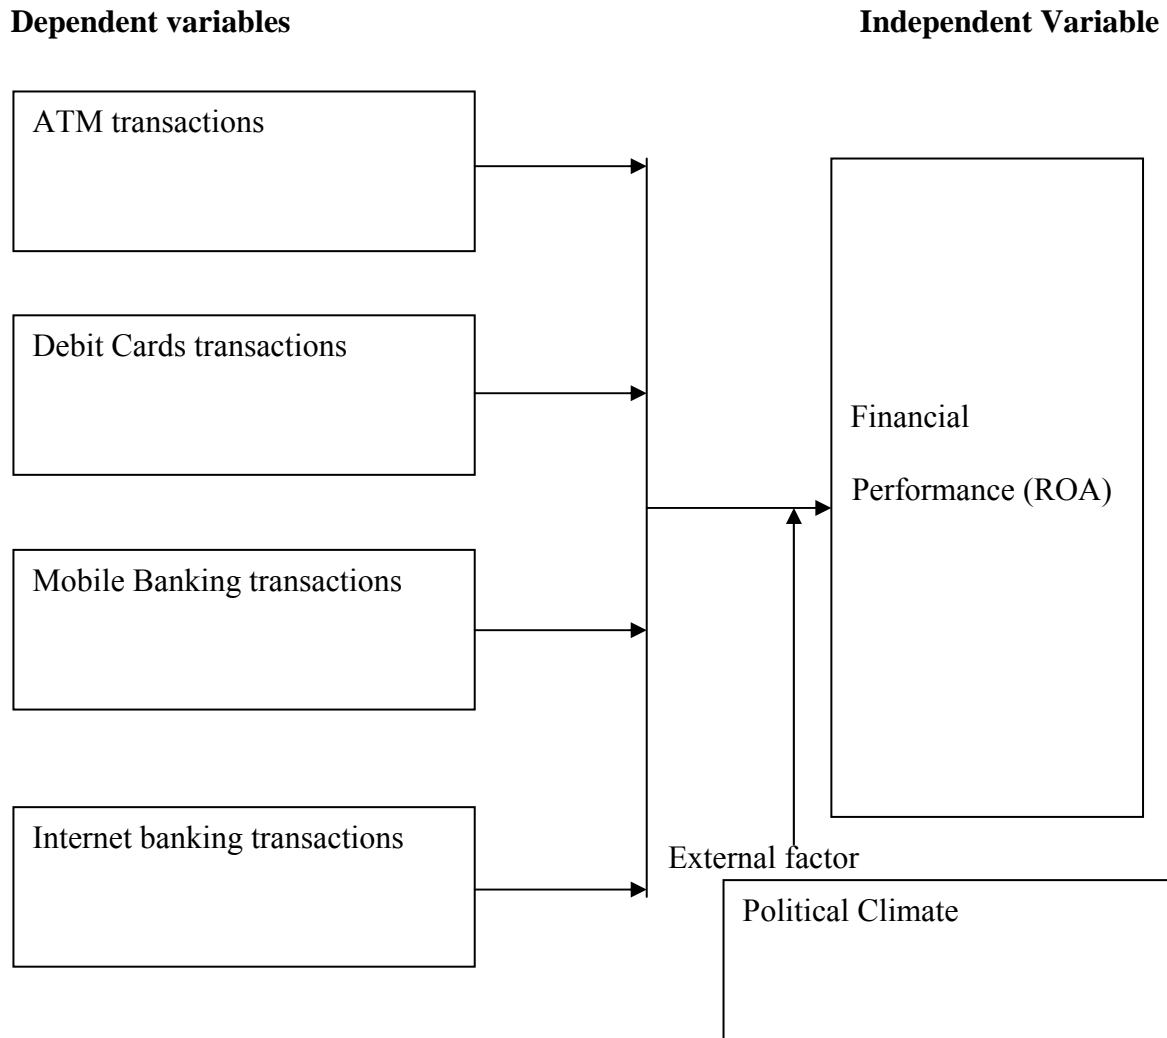 Dependent variables
Independent Variable
ATM transactions
Debit Cards transactions
Financial
Performance (ROA)
Mobile Banking transactions
Internet banking transactions
External factor
Political Climate